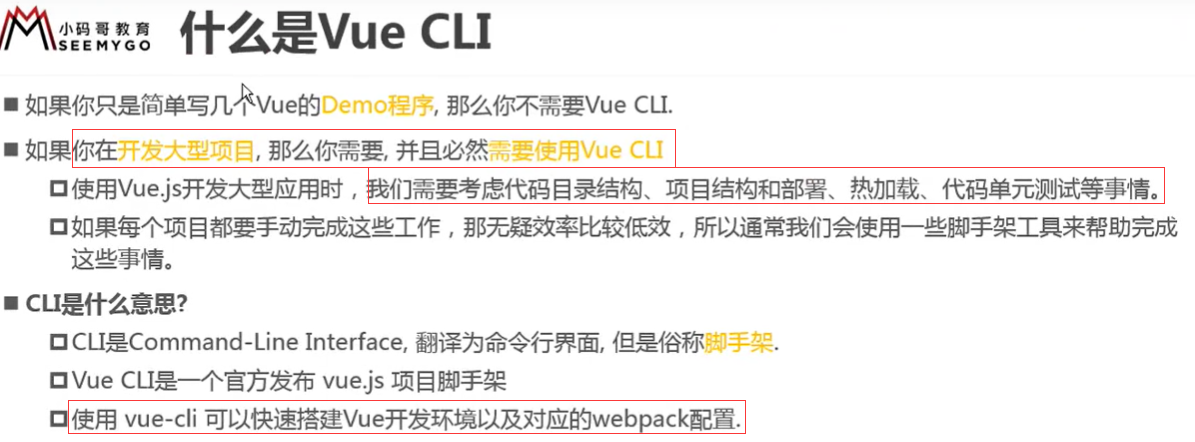 小码哥教育
SEEMYGO
什么是Vue CLI
如果你只是简单写几个Vue的Demo程序, 那么你不需要Vue CLI.
如果你在开发大型项目, 那么你需要, 并且必然需要使用Vue CLI
使用Vue.js开发大型应用时，我们需要考虑代码目录结构、项目结构和部署、热加载、代码单元测试等事情。
如果每个项目都要手动完成这些工作，那无疑效率比较低效，所以通常我们会使用一些脚手架工具来帮助完成
这些事情。
CLI是什么意思?
CLI是Command-Line Interface, 翻译为命令行界面, 但是俗称脚手架.
Vue CLI是一个官方发布 vue.js 项目脚手架
使用 vue-cli 可以快速搭建Vue开发环境以及对应的webpack配置.